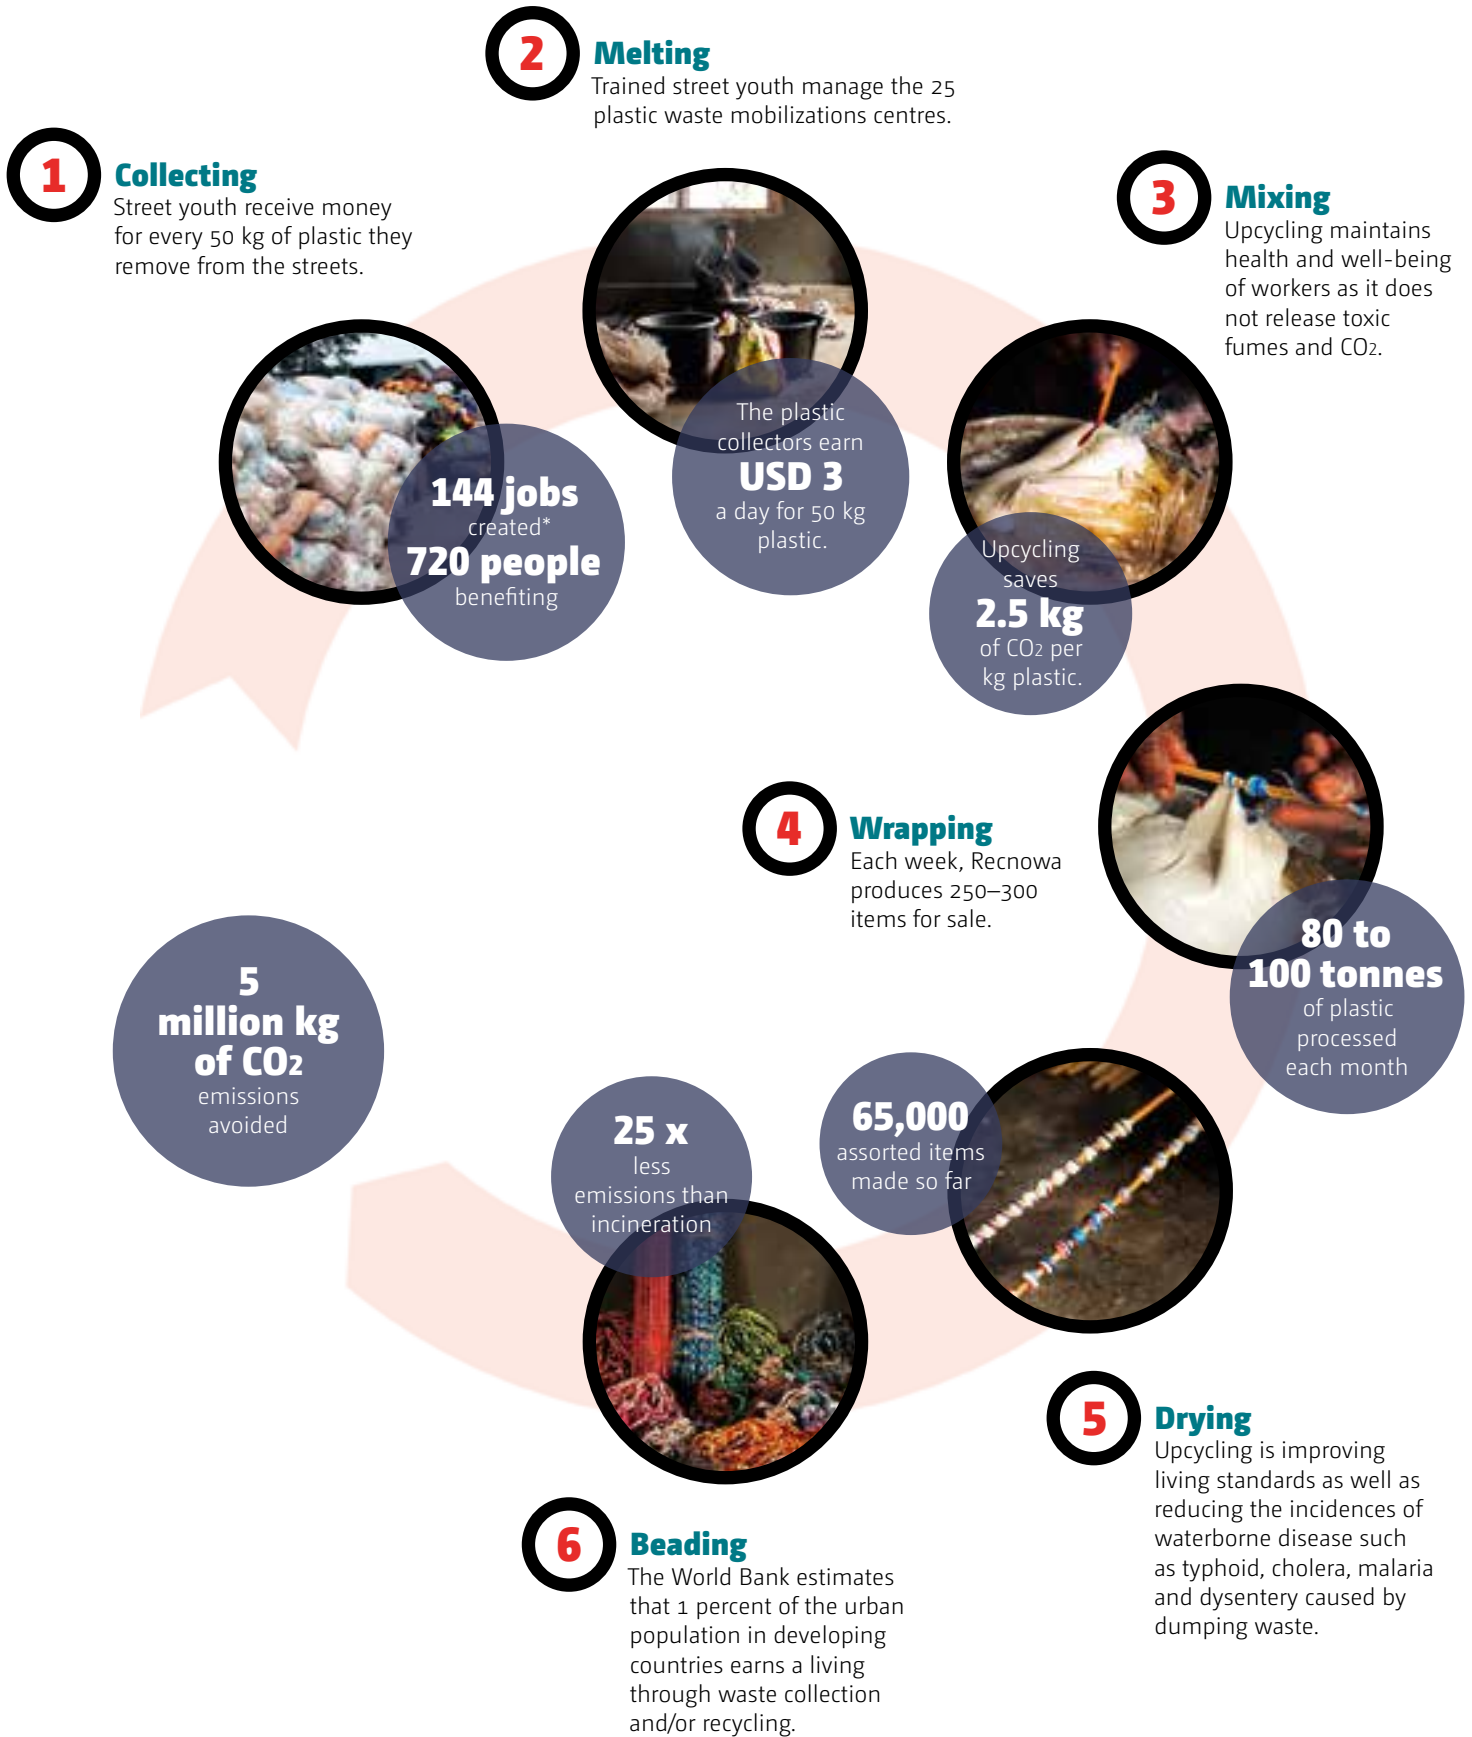 1
Collecting
Street youth receive money
for every 50 kg of plastic they
remove from the streets.
144 jobs
created*
720 people
benefiting
2
Melting
Trained street youth manage the 25
plastic waste mobilizations centres.
The plastic
collectors earn
USD 3
a day for 50 kg
plastic.
3
Mixing
Upcycling maintains
health and well-being
of workers as it does
not release toxic
fumes and CO2.
Upcycling
saves
2.5 kg
of CO2 per
kg plastic.
4
Wrapping
Each week, Recnowa
produces 250–300
items for sale.
80 to
100 tonnes
of plastic
processed
each month
5
Drying
Upcycling is improving
living standards as well as
reducing the incidences of
waterborne disease such
as typhoid, cholera, malaria
and dysentery caused by
dumping waste.
65,000
assorted items
made so far
6
Beading
The World Bank estimates
that 1 percent of the urban
population in developing
countries earns a living
through waste collection
and/or recycling.
25 x
less
emissions than
incineration
5
million kg
of CO2
emissions
avoided